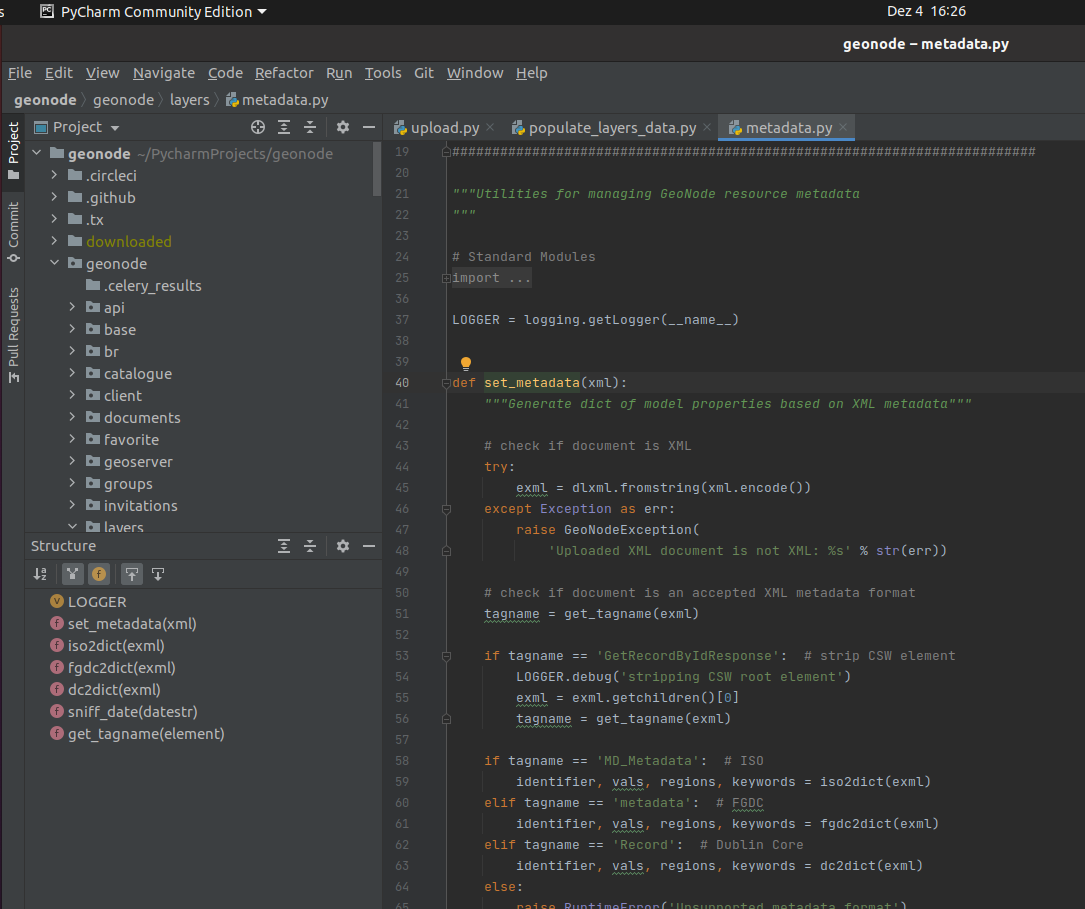 s PyCharm Community Edition Dez 4 16:26
geonode – metadata.py
File Edit View Navigate Code Refactor Run Tools Git Window Help
geonode geonode layers metadata.py
Project
Commit
Pull Requests
Project
geonode ~/PycharmProjects/geonode
.circleci
.github
.tx
downloaded
geonode
.celery_results
api
base
br
catalogue
client
documents
favorite
geoserver
groups
invitations
layers
Structure
LOGGER
set_metadata(xml)
iso2dict(exml)
fgdc2dict(exml)
dc2dict(exml)
sniff_date(datestr)
get_tagname(element)
upload.py populate_layers_data.py metadata.py
19 #########################################################################
20
21 """Utilities for managing GeoNode resource metadata
22 """
23
24 # Standard Modules
25 import ...
36
37 LOGGER = logging.getLogger(__name__)
38
39
40 def set_metadata(xml):
41 """Generate dict of model properties based on XML metadata"""
42
43 # check if document is XML
44 try:
45 exml = dlxml.fromstring(xml.encode())
46 except Exception as err:
47 raise GeoNodeException(
48 'Uploaded XML document is not XML: %s' % str(err))
49
50 # check if document is an accepted XML metadata format
51 tagname = get_tagname(exml)
52
53 if tagname == 'GetRecordByIdResponse': # strip CSW element
54 LOGGER.debug('stripping CSW root element')
55 exml = exml.getchildren()[0]
56 tagname = get_tagname(exml)
57
58 if tagname == 'MD_Metadata': # ISO
59 identifier, vals, regions, keywords = iso2dict(exml)
60 elif tagname == 'metadata': # FGDC
61 identifier, vals, regions, keywords = fgdc2dict(exml)
62 elif tagname == 'Record': # Dublin Core
63 identifier, vals, regions, keywords = dc2dict(exml)
64 else:
65 raise RuntimeError('Unsupported metadata format')